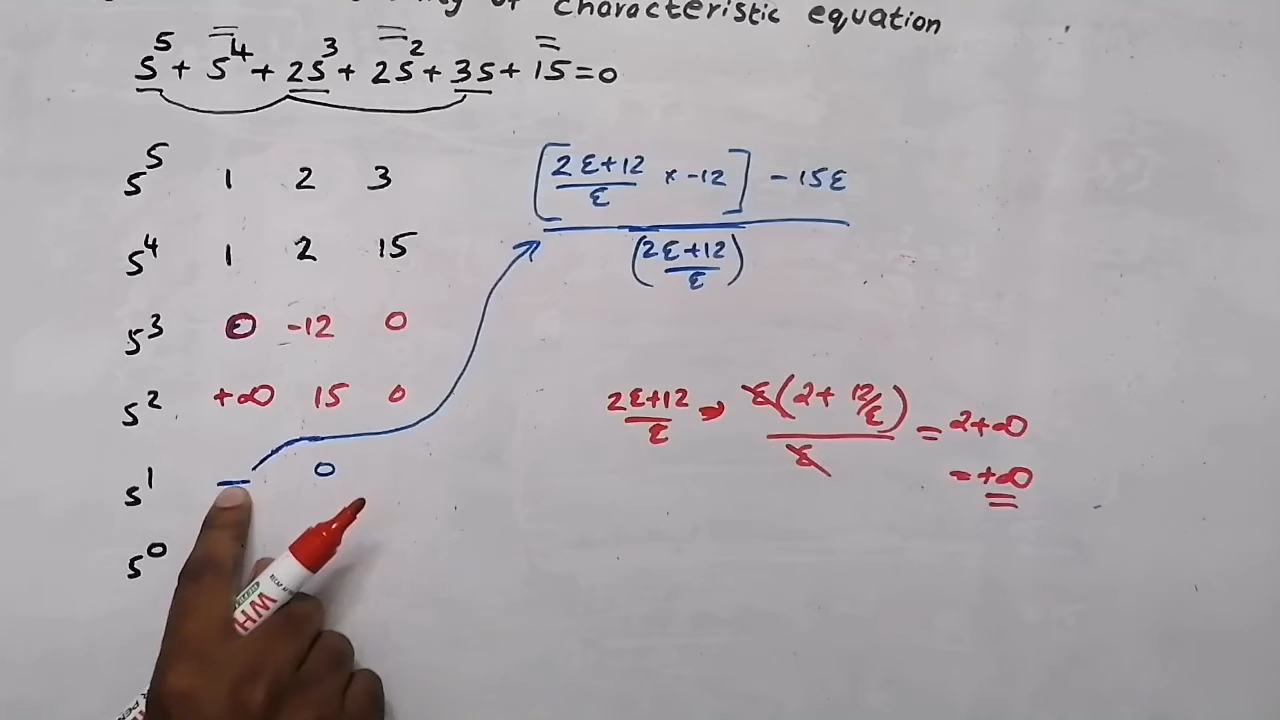 of characteristic equation
s⁵ + s⁴ + 2s³ + 2s² + 3s + 15 = 0
s⁵ 1 2 3
s⁴ 1 2 15
s³ 0 -12 0
s² +∞ 15 0
s¹ 0
s⁰
[(2ε+12)/ε × -12] - 15ε
((2ε+12)/ε)
(2ε+12)/ε → ε(2 + 12/ε)/ε = 2+∞
= +∞
WH